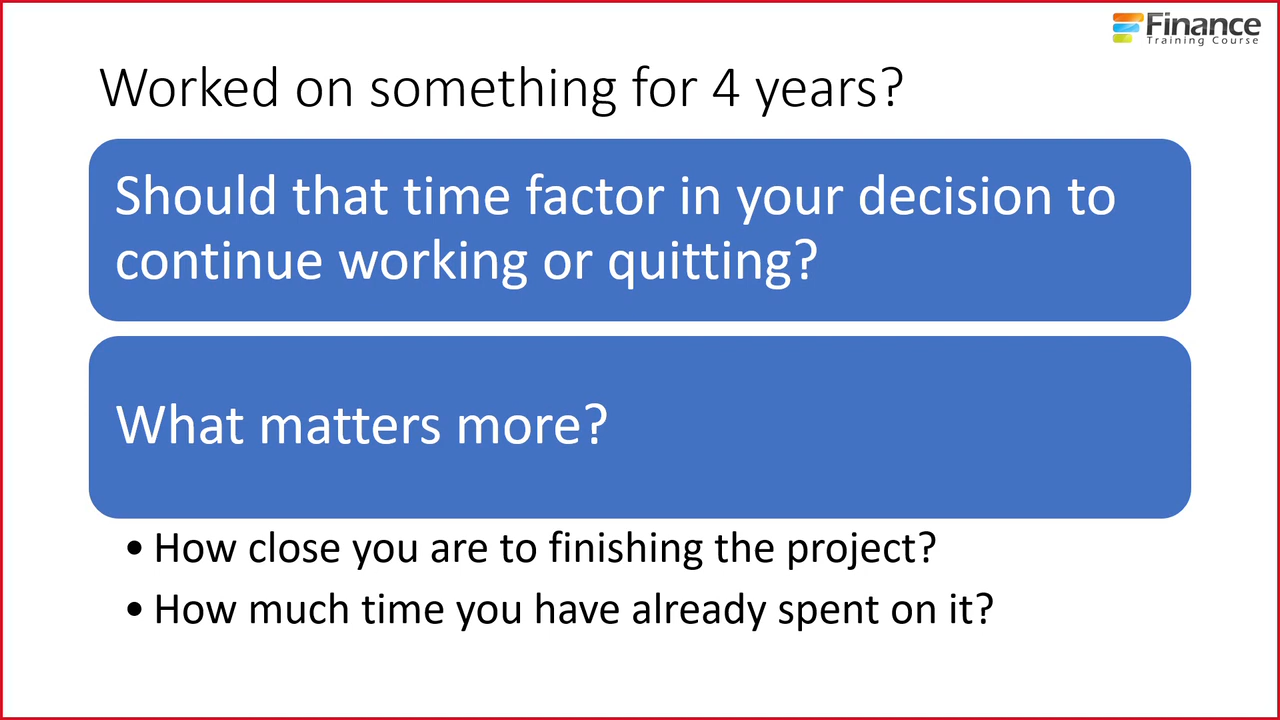 Finance
Training Course
Worked on something for 4 years?
Should that time factor in your decision to
continue working or quitting?
What matters more?
• How close you are to finishing the project?
• How much time you have already spent on it?